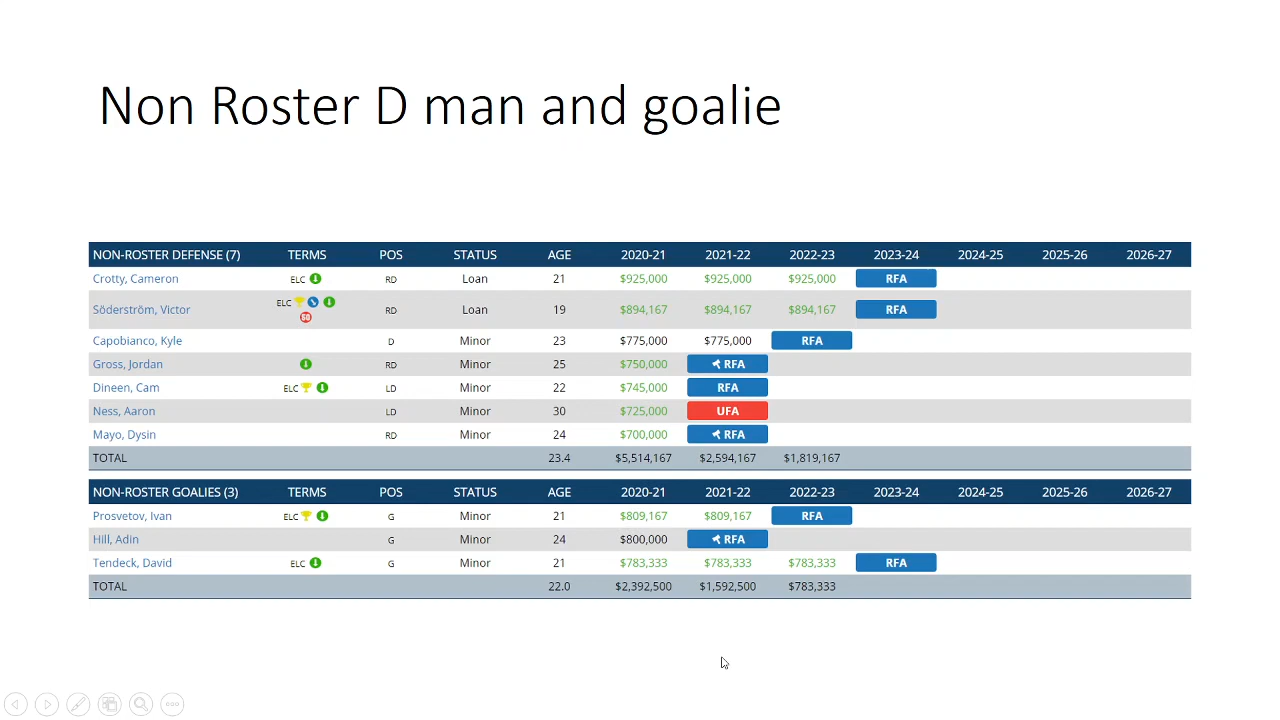 Non Roster D man and goalie
NON-ROSTER DEFENSE (7) TERMS POS STATUS AGE 2020-21 2021-22 2022-23 2023-24 2024-25 2025-26 2026-27
Crotty, Cameron ELC RD Loan 21 $925,000 $925,000 $925,000 RFA
Söderström, Victor ELC RD Loan 19 $894,167 $894,167 $894,167 RFA
Capobianco, Kyle D Minor 23 $775,000 $775,000 RFA
Gross, Jordan RD Minor 25 $750,000 RFA
Dineen, Cam ELC LD Minor 22 $745,000 RFA
Ness, Aaron LD Minor 30 $725,000 UFA
Mayo, Dysin RD Minor 24 $700,000 RFA
TOTAL 23.4 $5,514,167 $2,594,167 $1,819,167
NON-ROSTER GOALIES (3) TERMS POS STATUS AGE 2020-21 2021-22 2022-23 2023-24 2024-25 2025-26 2026-27
Prosvetov, Ivan ELC G Minor 21 $809,167 $809,167 RFA
Hill, Adin G Minor 24 $800,000 RFA
Tendeck, David ELC G Minor 21 $783,333 $783,333 $783,333 RFA
TOTAL 22.0 $2,392,500 $1,592,500 $783,333